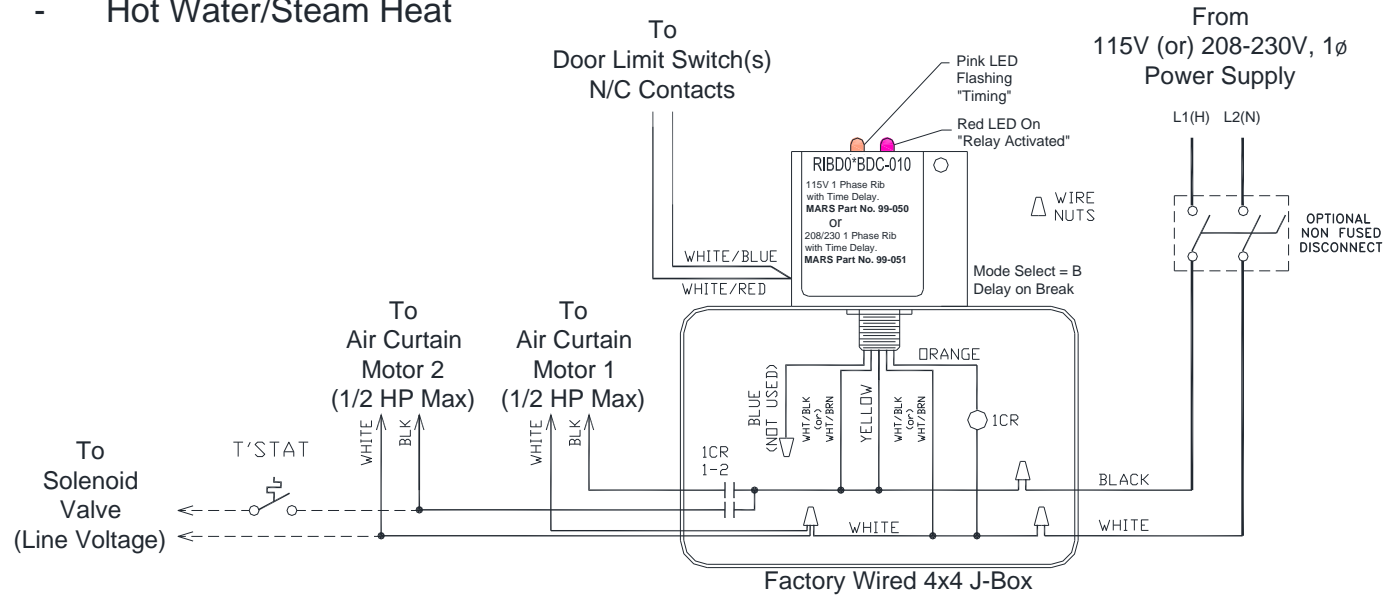 - Hot Water/Steam Heat
To
Door Limit Switch(s)
N/C Contacts
Pink LED
Flashing
"Timing"
Red LED On
"Relay Activated"
From
115V (or) 208-230V, 1ø
Power Supply
L1(H) L2(N)
RIBD0*BDC-010
115V 1 Phase Rib
with Time Delay.
MARS Part No. 99-050
or
208/230 1 Phase Rib
with Time Delay.
MARS Part No. 99-051
WIRE
NUTS
OPTIONAL
NON FUSED
DISCONNECT
WHITE/BLUE
WHITE/RED
Mode Select = B
Delay on Break
To
Air Curtain
Motor 2
(1/2 HP Max)
To
Air Curtain
Motor 1
(1/2 HP Max)
ORANGE
BLUE
(NOT USED)
WHT/BLK
(or)
WHT/BRN
YELLOW
WHT/BLK
(or)
WHT/BRN
1CR
WHITE
BLK
WHITE
BLK
1CR
1-2
To
Solenoid
Valve
(Line Voltage)
T'STAT
BLACK
WHITE
WHITE
Factory Wired 4x4 J-Box